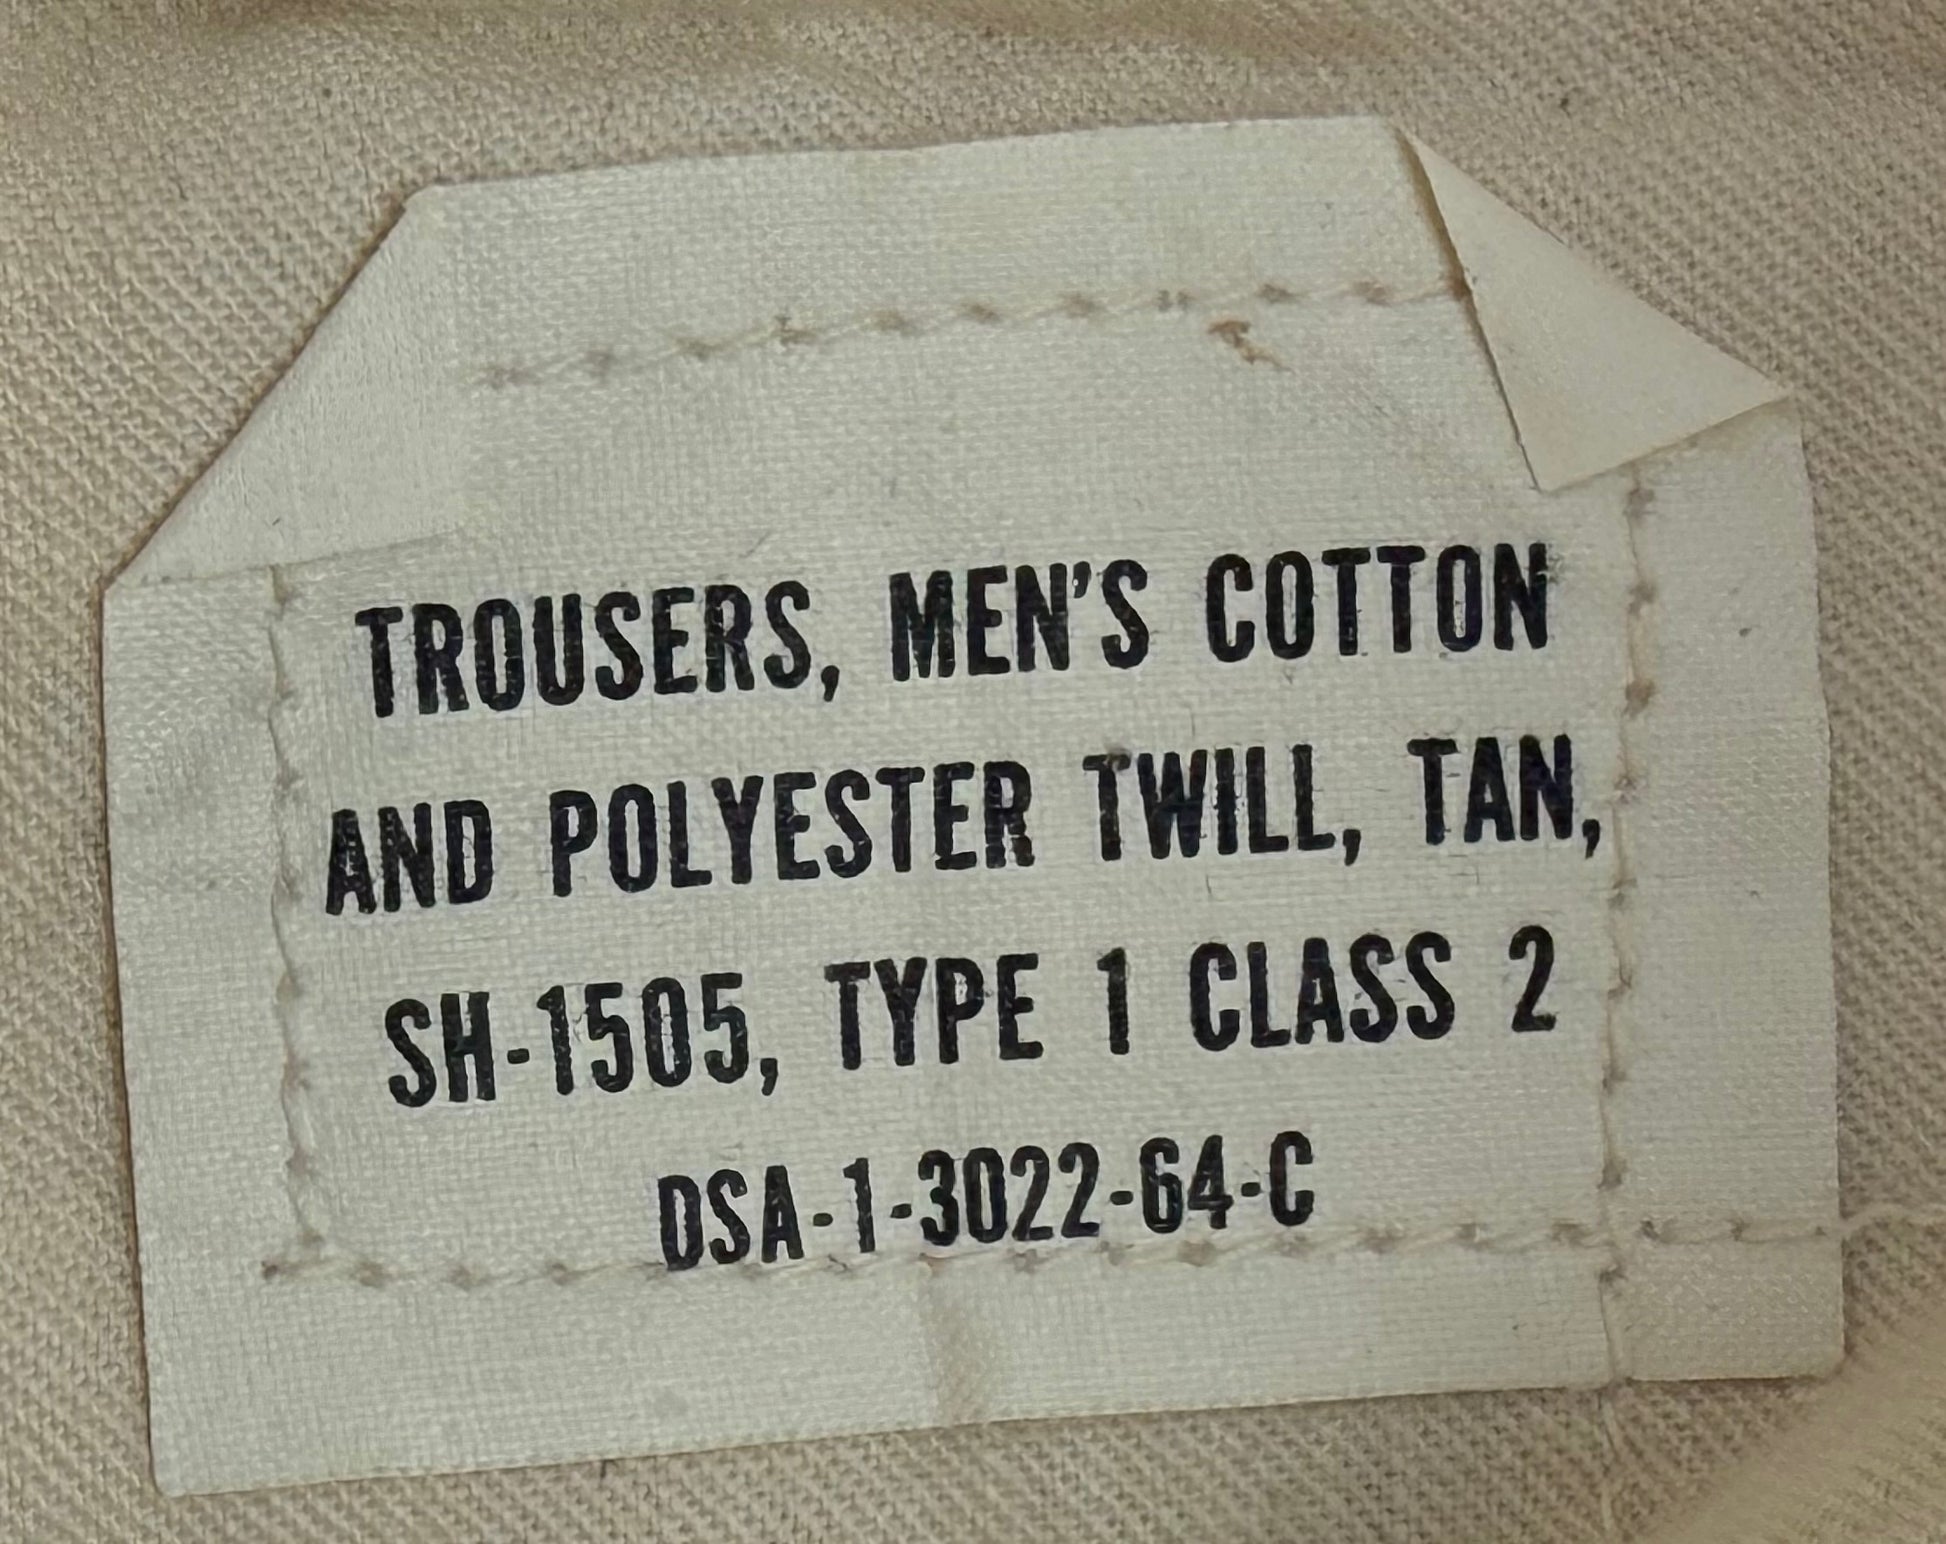 TROUSERS, MEN'S COTTON
AND POLYESTER TWILL, TAN,
SH-1505, TYPE 1 CLASS 2
DSA-1-3022-64-C